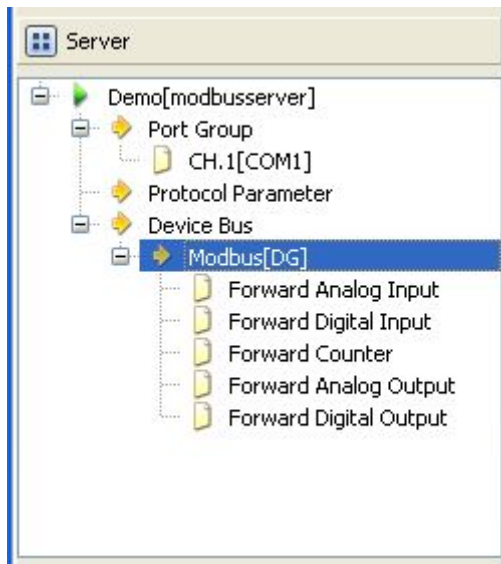 Server
Demo[modbusserver]
Port Group
CH.1[COM1]
Protocol Parameter
Device Bus
Modbus[DG]
Forward Analog Input
Forward Digital Input
Forward Counter
Forward Analog Output
Forward Digital Output